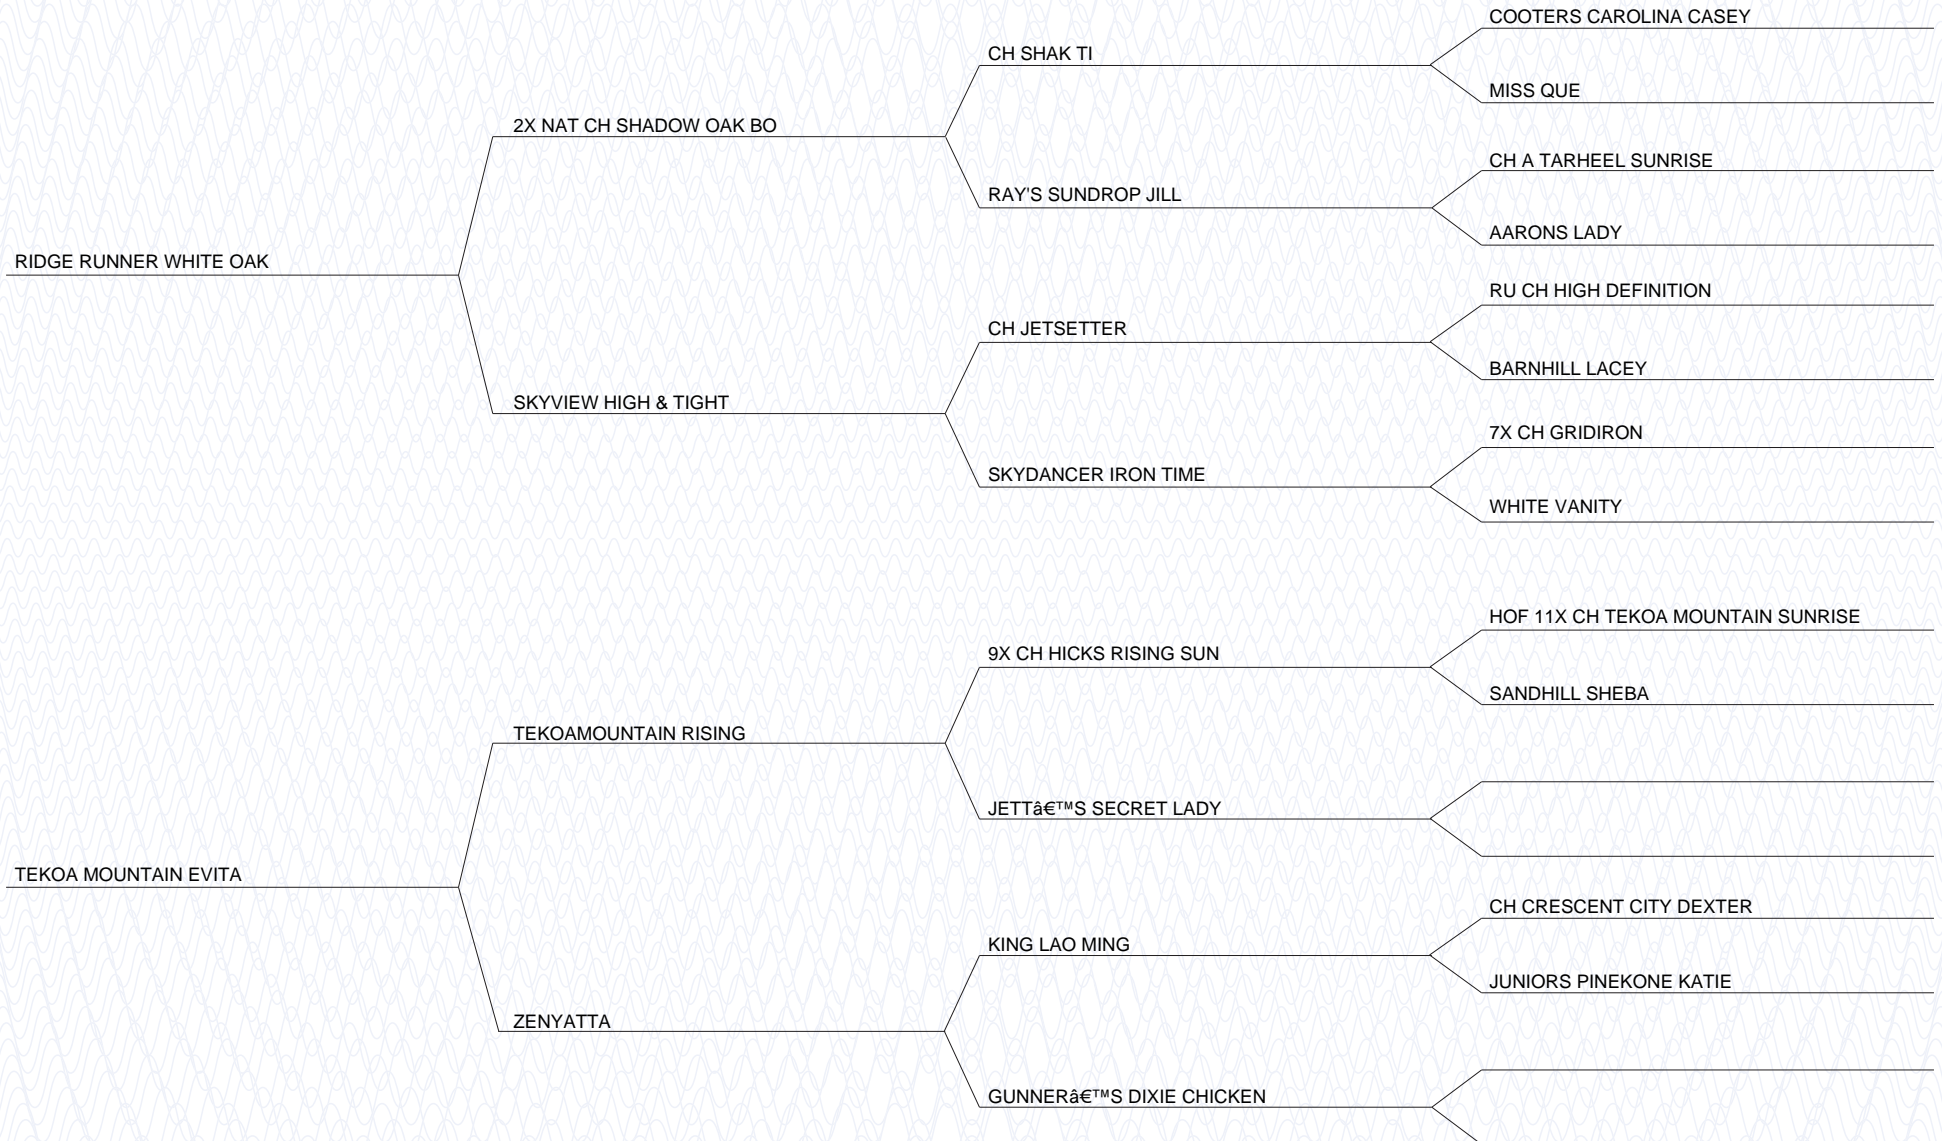 COOTERS CAROLINA CASEY
CH SHAK TI
MISS QUE
2X NAT CH SHADOW OAK BO
CH A TARHEEL SUNRISE
RAY'S SUNDROP JILL
AARONS LADY
RIDGE RUNNER WHITE OAK
RU CH HIGH DEFINITION
CH JETSETTER
BARNHILL LACEY
SKYVIEW HIGH & TIGHT
7X CH GRIDIRON
SKYDANCER IRON TIME
WHITE VANITY
HOF 11X CH TEKOA MOUNTAIN SUNRISE
9X CH HICKS RISING SUN
SANDHILL SHEBA
TEKOAMOUNTAIN RISING
JETTâ€™S SECRET LADY
TEKOA MOUNTAIN EVITA
CH CRESCENT CITY DEXTER
KING LAO MING
JUNIORS PINEKONE KATIE
ZENYATTA
GUNNERâ€™S DIXIE CHICKEN